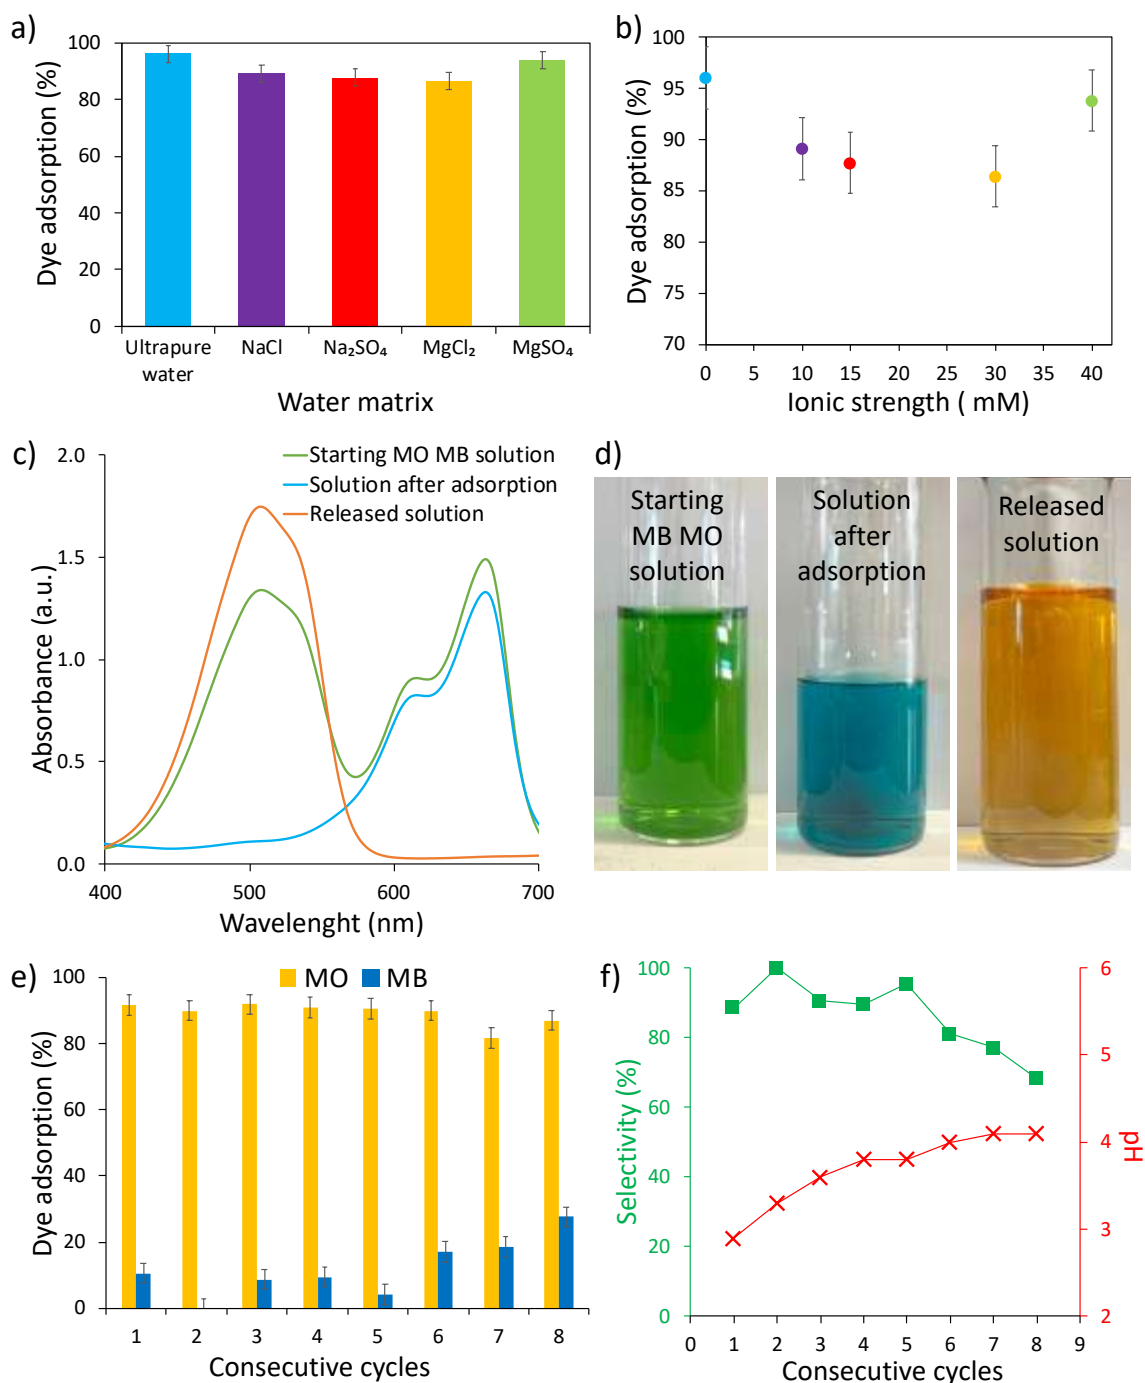 a)
Dye adsorption (%)
100
80
60
40
20
0
Ultrapure
water
NaCl
Na₂SO₄
MgCl₂
MgSO₄
Water matrix
b)
Dye adsorption (%)
100
95
90
85
80
75
70
0 5 10 15 20 25 30 35 40
Ionic strength ( mM)
c)
Absorbance (a.u.)
2.0
1.5
1.0
0.5
0.0
Starting MO MB solution
Solution after adsorption
Released solution
400 500 600 700
Wavelenght (nm)
d)
Starting
MB MO
solution
Solution
after
adsorption
Released
solution
e)
Dye adsorption (%)
100
80
60
40
20
0
MO MB
1 2 3 4 5 6 7 8
Consecutive cycles
f)
Selectivity (%)
100
80
60
40
20
0
6
5
4
3
2
pH
0 1 2 3 4 5 6 7 8 9
Consecutive cycles